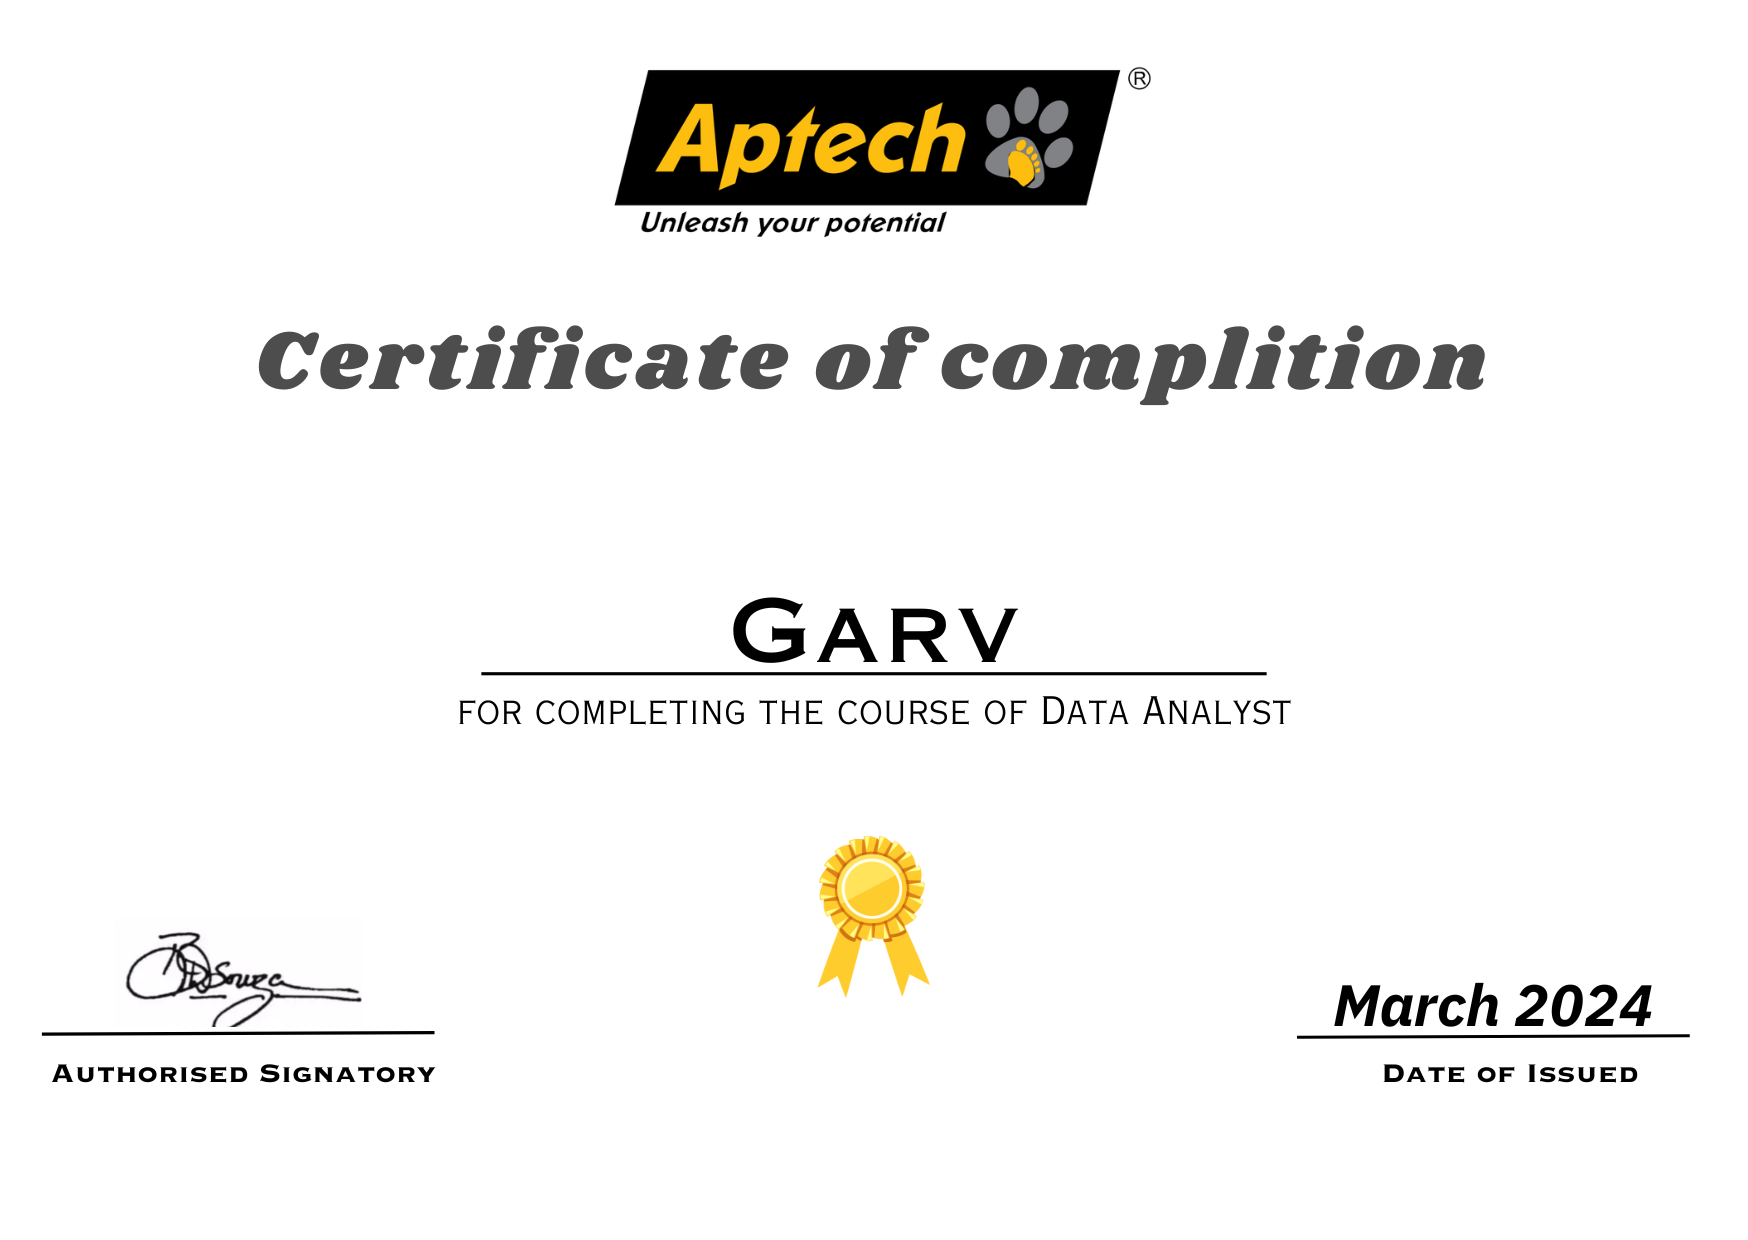 Aptech ®
Unleash your potential
Certificate of complition
Garv
for completing the course of Data Analyst
BDSouza
March 2024
Authorised Signatory
Date of Issued